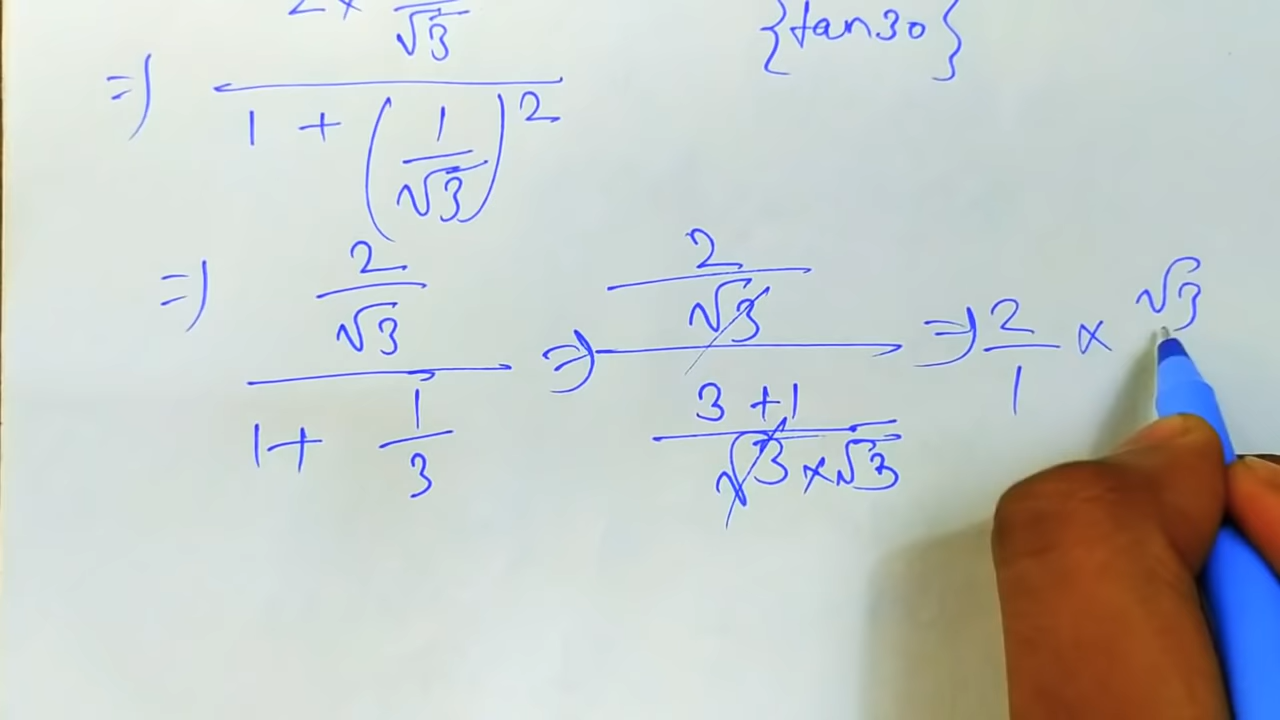 =) (2 × 1/√3) / (1 + (1/√3)^2) {tan30}
=) (2/√3) / (1 + 1/3) =) (2/√3) / ((3+1)/(√3×√3)) =) 2/1 × √3